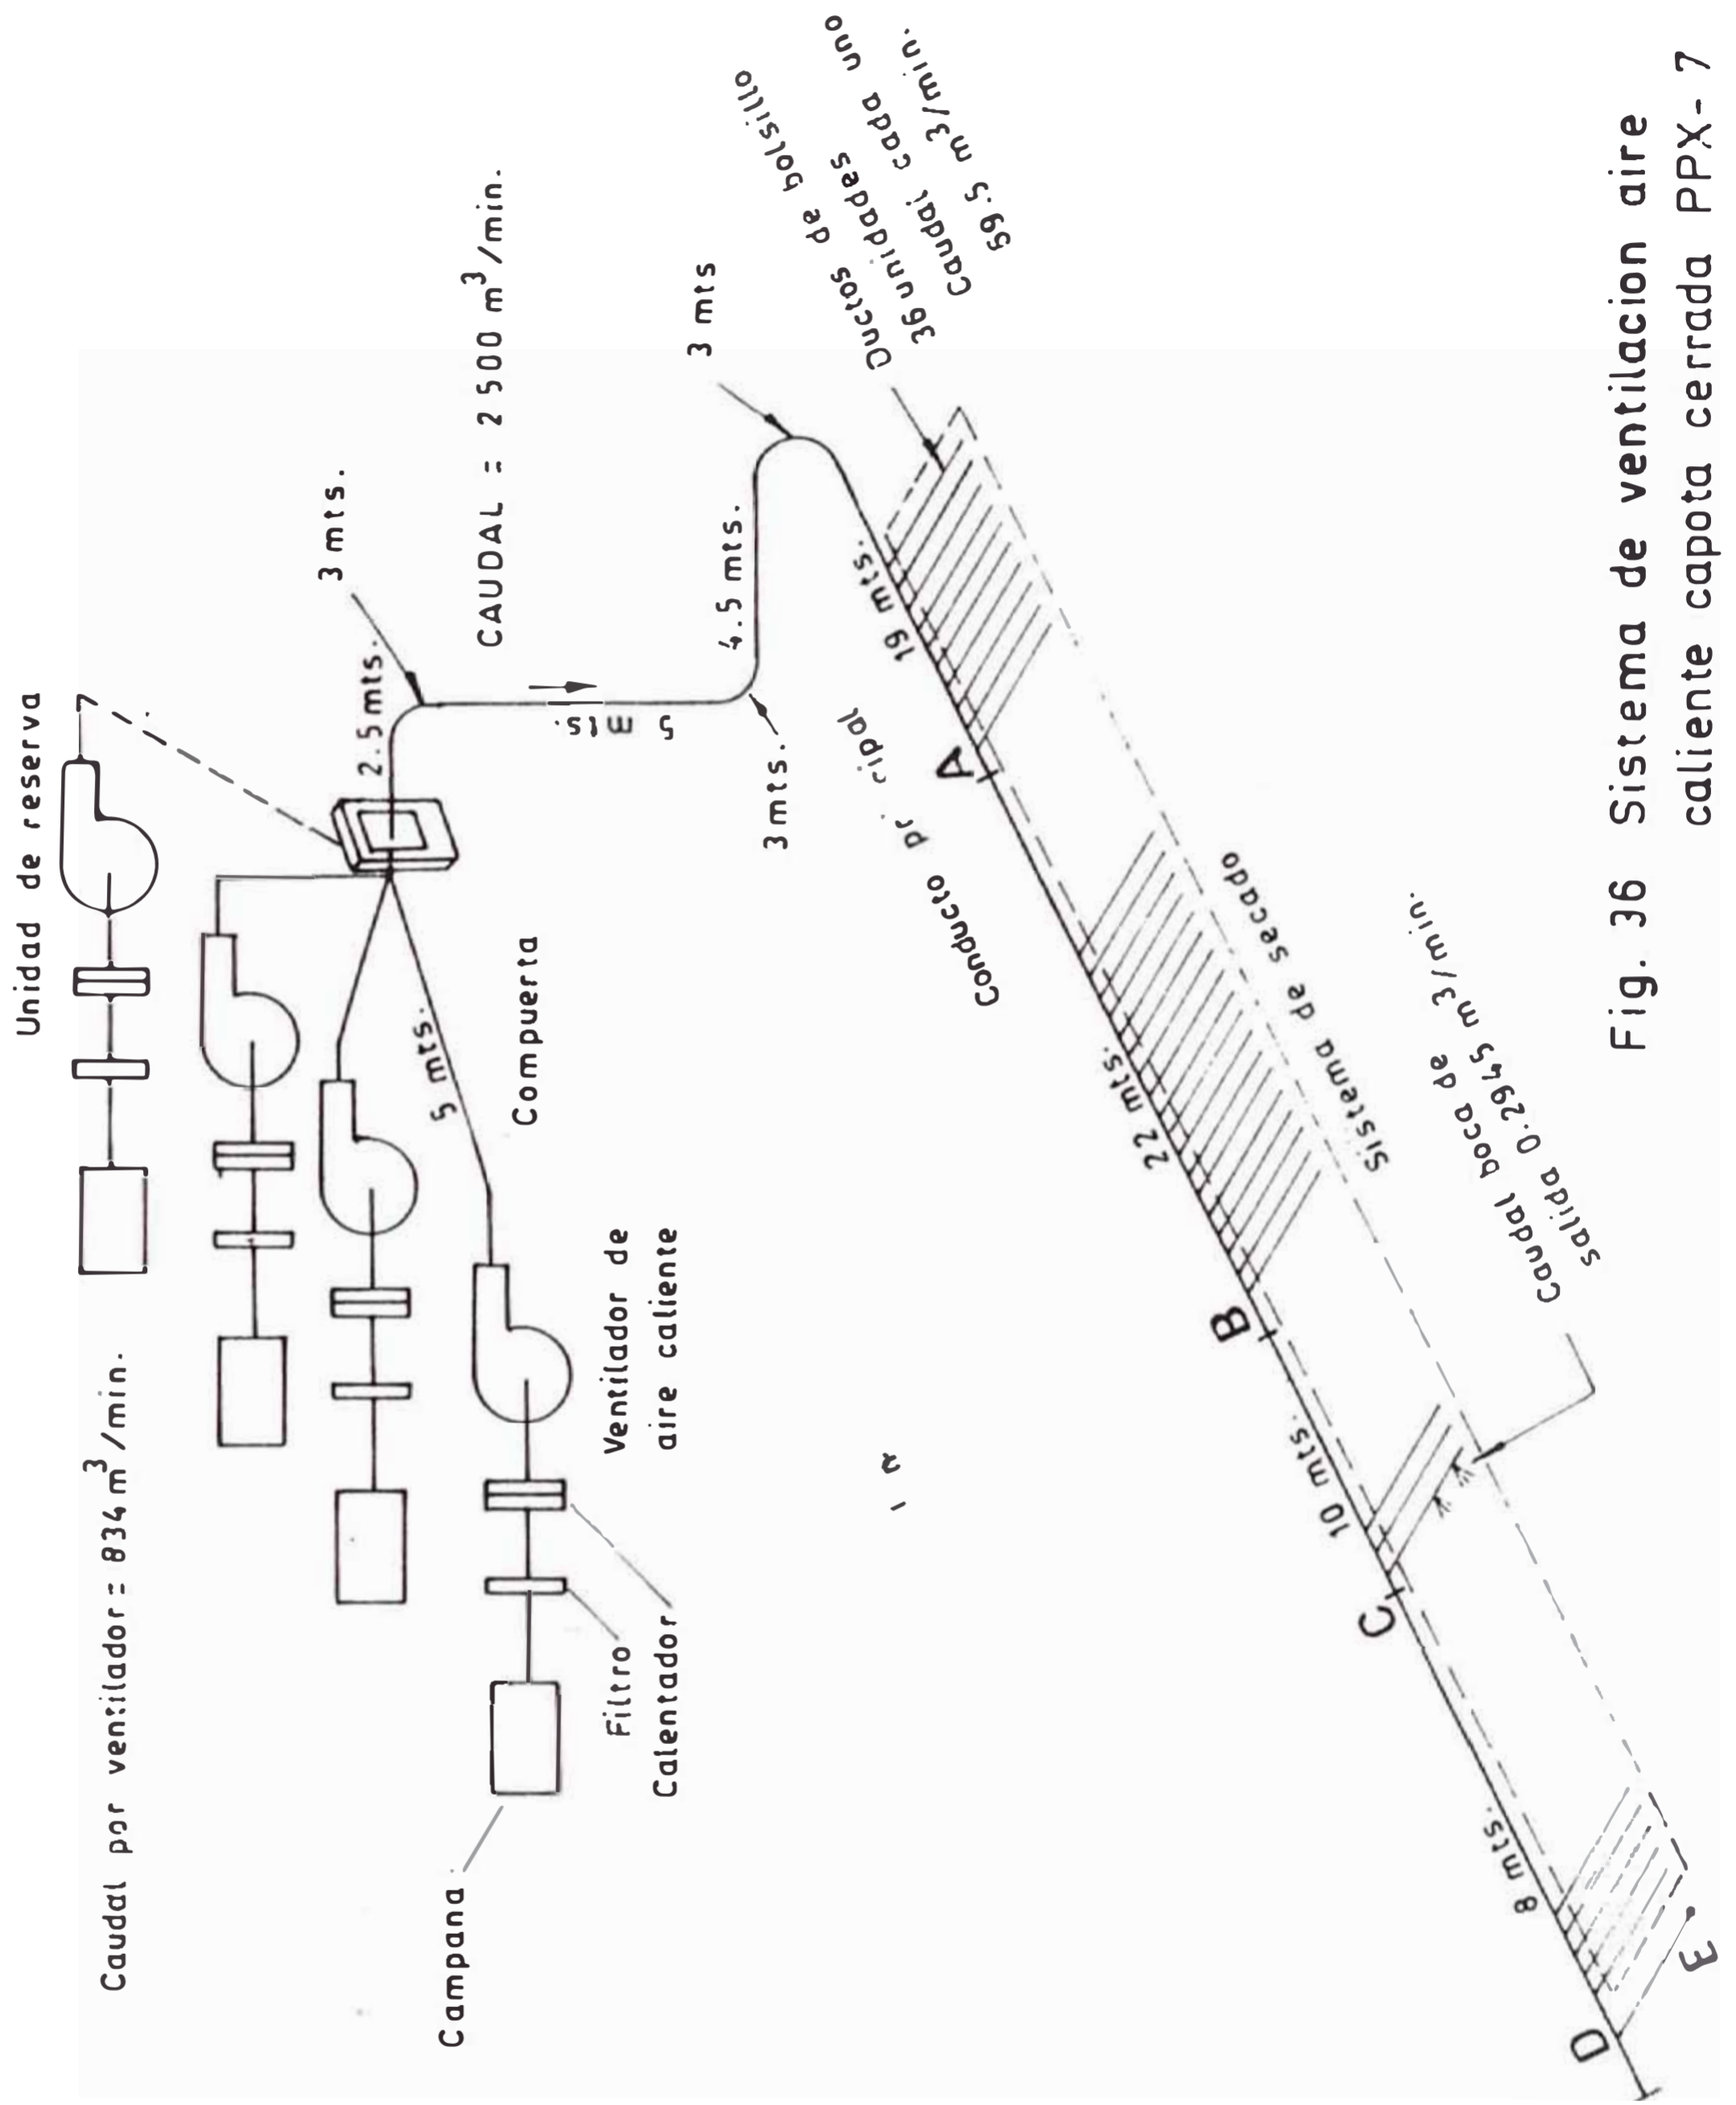 Unidad de reserva
Caudal por ventilador = 834 m³/min.
3 mts.
2.5 mts.
CAUDAL = 2500 m³/min.
5 mts.
5 mts.
Compuerta
Campana
Filtro
Calentador
Ventilador de
aire caliente
3 mts.
4.5 mts.
3 mts
Ductos de bolsillo
36 unidades
Caudal cada uno
59.5 m3/min.
19 mts.
A
Conducto
22 mts.
B
Sistema de secado
10 mts.
C
Caudal boca de
salida 0.2945 m3/min.
8 mts.
D
E
Fig. 36 Sistema de ventilacion aire
caliente capota cerrada PPX-7